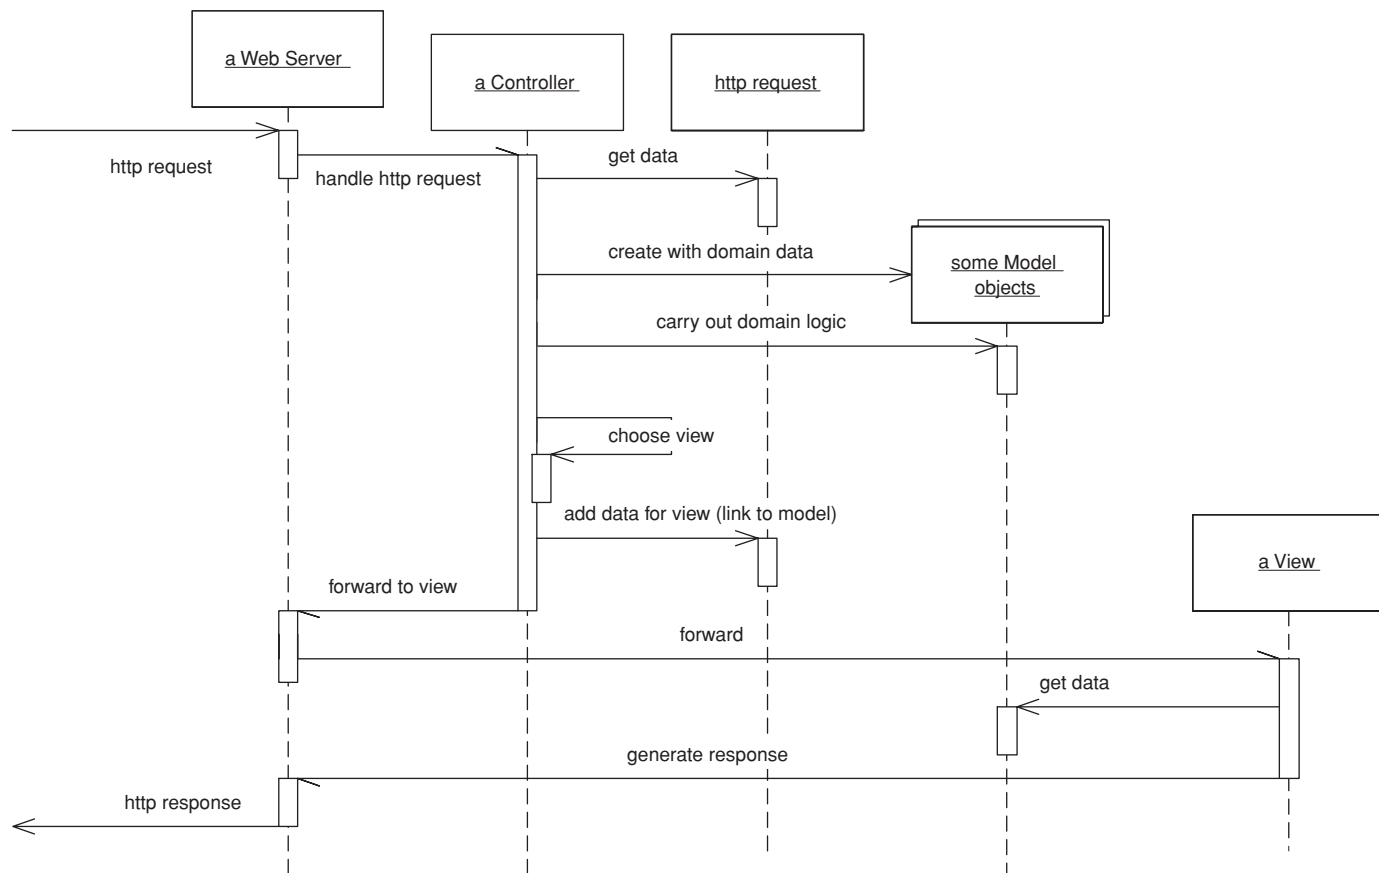 a Web Server
a Controller
http request
http request
handle http request
get data
create with domain data
some Model
objects
carry out domain logic
choose view
add data for view (link to model)
a View
forward to view
forward
get data
generate response
http response